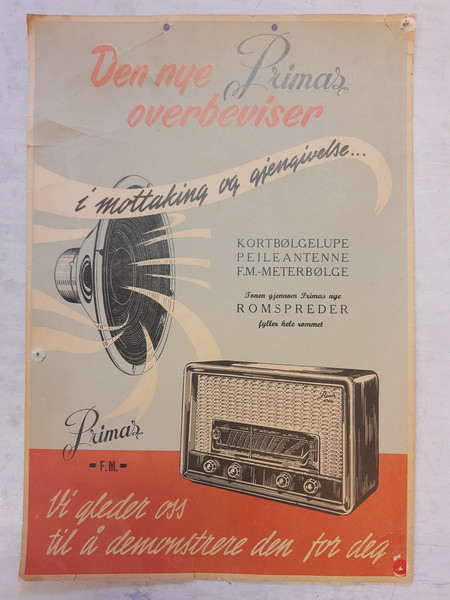 Den nye Primas
overbeviser
i mottaking og gjengivelse...
KORTBØLGELUPE
PEILEANTENNE
F.M.-METERBØLGE
Tonen gjennom Primas nye
ROMSPREDER
fyller hele rommet
Primas
- F.M. -
Vi gleder oss
til å demonstrere den for deg